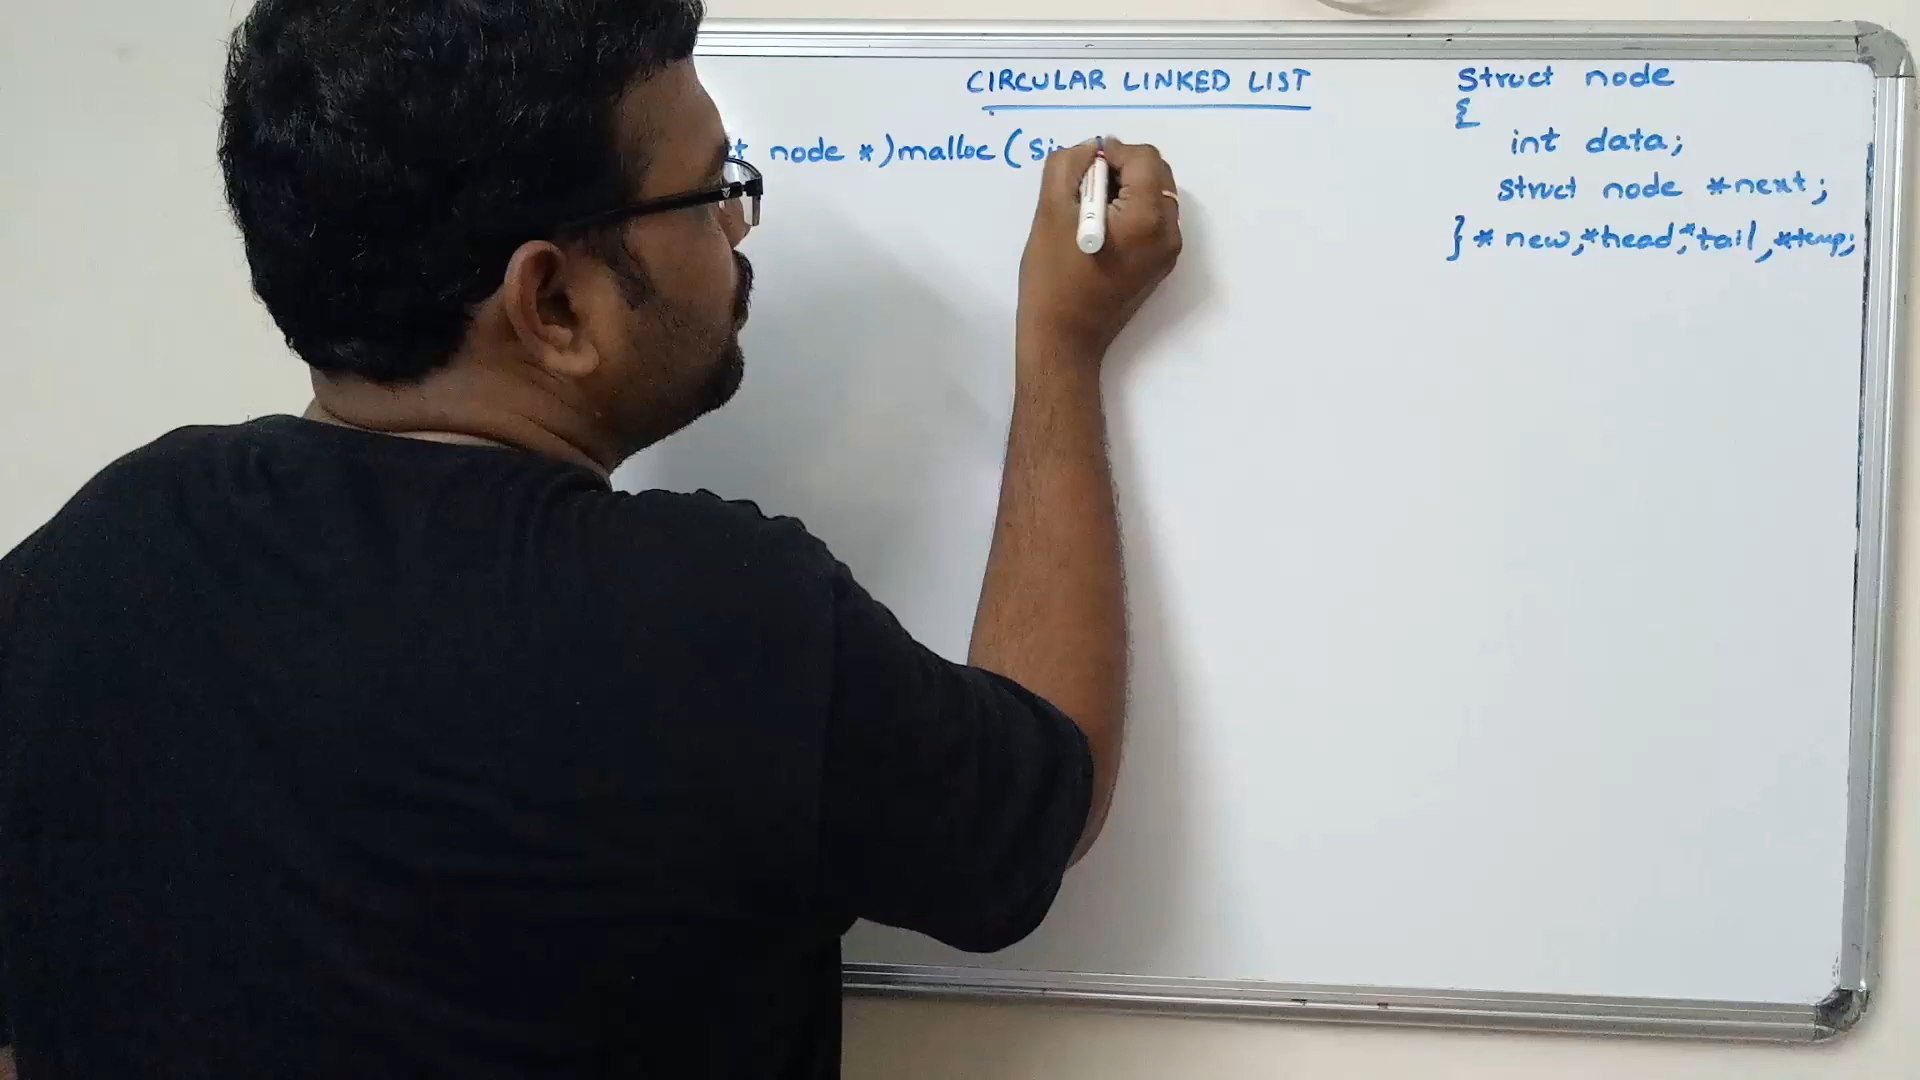 CIRCULAR LINKED LIST
node *)malloc(
struct node
{
int data;
struct node *next;
}*new,*head,*tail,*temp;